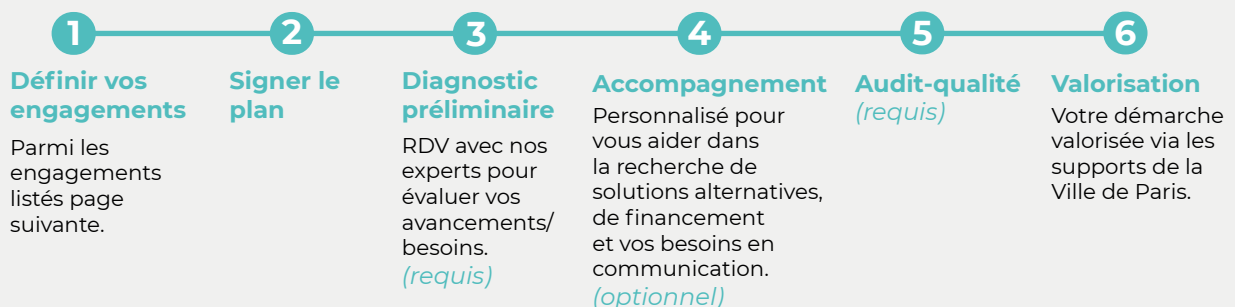 1
Définir vos
engagements
Parmi les
engagements
listés page
suivante.
2
Signer le
plan
3
Diagnostic
préliminaire
RDV avec nos
experts pour
évaluer vos
avancements/
besoins.
(requis)
4
Accompagnement
Personnalisé pour
vous aider dans
la recherche de
solutions alternatives,
de financement
et vos besoins en
communication.
(optionnel)
5
Audit-qualité
(requis)
6
Valorisation
Votre démarche
valorisée via les
supports de la
Ville de Paris.